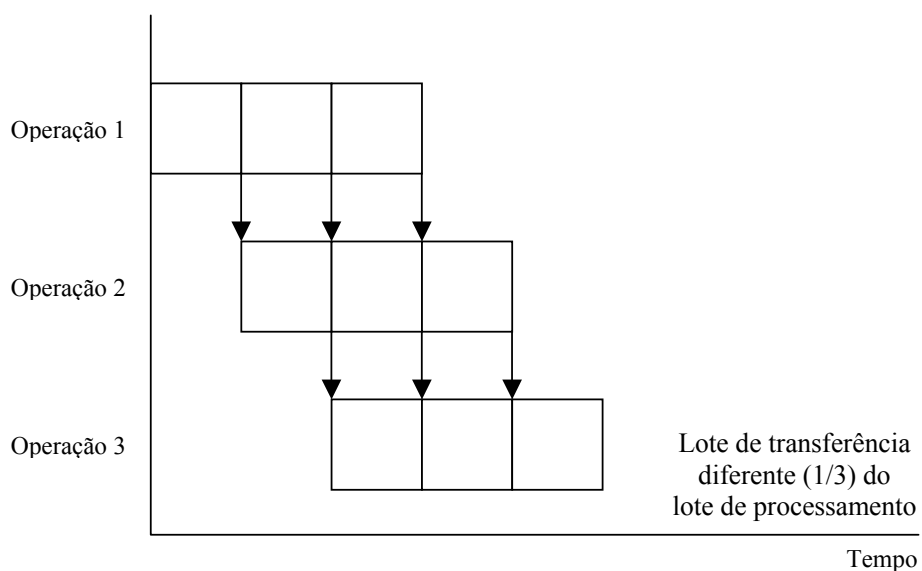 Operação 1
Operação 2
Operação 3
Lote de transferência
diferente (1/3) do
lote de processamento
Tempo